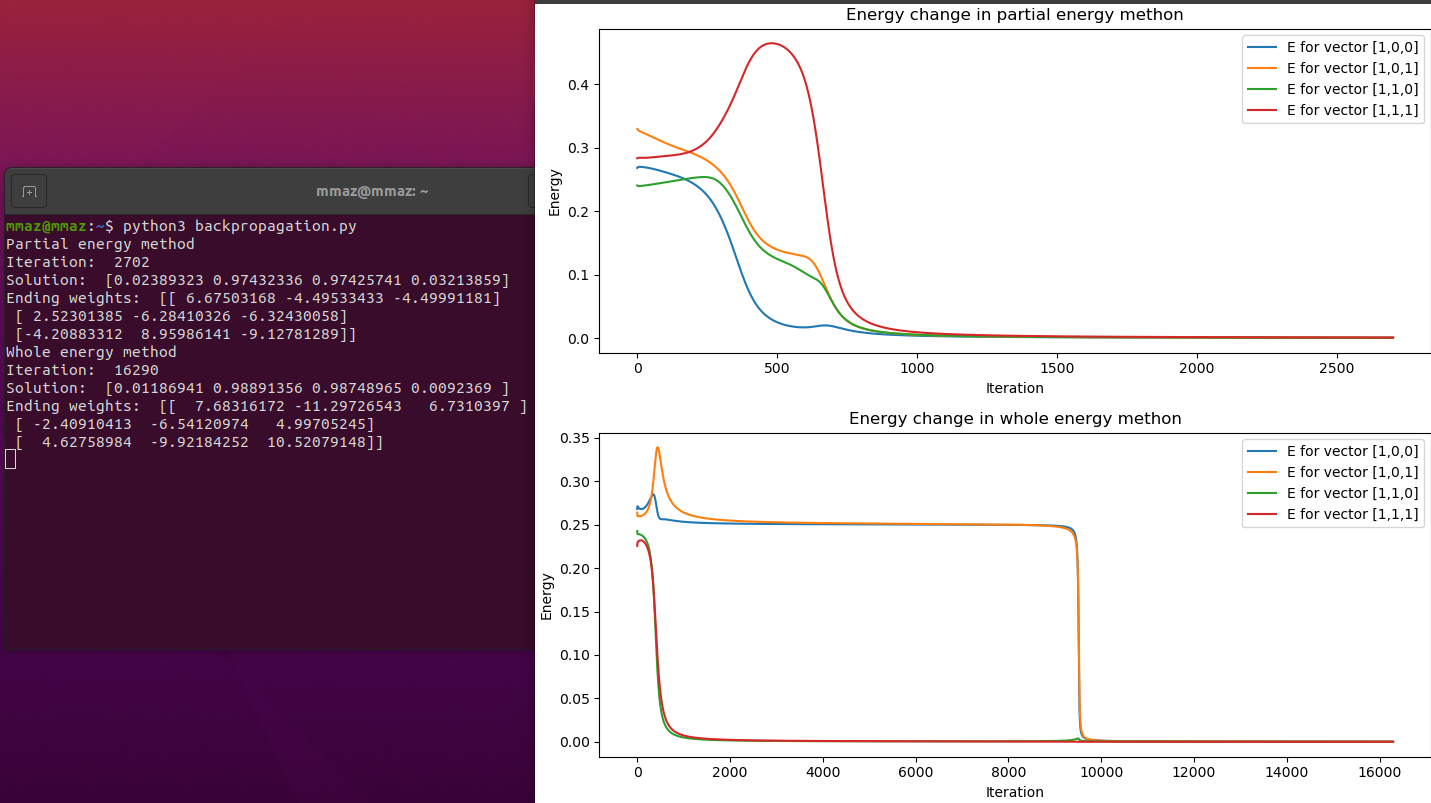 mmaz@mmaz: ~
mmaz@mmaz:~$ python3 backpropagation.py
Partial energy method
Iteration:  2702
Solution:  [0.02389323 0.97432336 0.97425741 0.03213859]
Ending weights:  [[ 6.67503168 -4.49533433 -4.49991181]
 [ 2.52301385 -6.28410326 -6.32430058]
 [-4.20883312  8.95986141 -9.12781289]]
Whole energy method
Iteration:  16290
Solution:  [0.01186941 0.98891356 0.98748965 0.0092369 ]
Ending weights:  [[  7.68316172 -11.29726543   6.7310397 ]
 [ -2.40910413  -6.54120974   4.99705245]
 [  4.62758984  -9.92184252  10.52079148]]
Energy change in partial energy methon
E for vector [1,0,0]
E for vector [1,0,1]
E for vector [1,1,0]
E for vector [1,1,1]
0.4
0.3
0.2
0.1
0.0
Energy
0 500 1000 1500 2000 2500
Iteration
Energy change in whole energy methon
E for vector [1,0,0]
E for vector [1,0,1]
E for vector [1,1,0]
E for vector [1,1,1]
0.35
0.30
0.25
0.20
0.15
0.10
0.05
0.00
Energy
0 2000 4000 6000 8000 10000 12000 14000 16000
Iteration